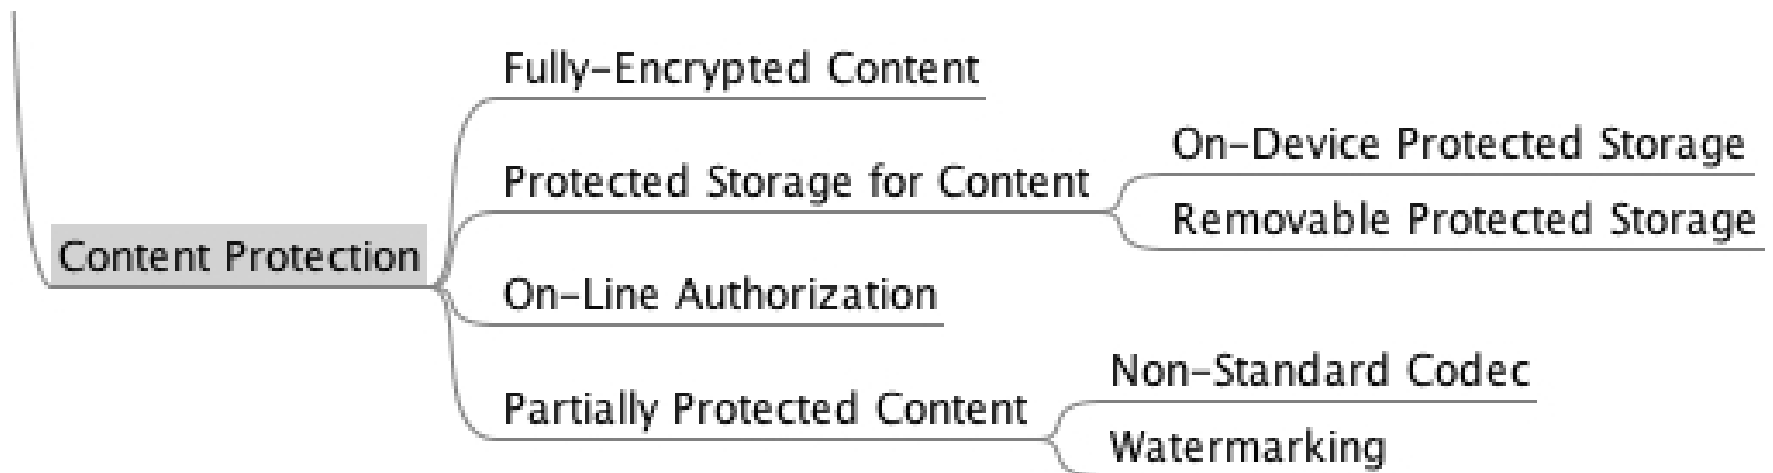 Fully-Encrypted Content
On-Device Protected Storage
Protected Storage for Content
Removable Protected Storage
Content Protection
On-Line Authorization
Non-Standard Codec
Partially Protected Content
Watermarking